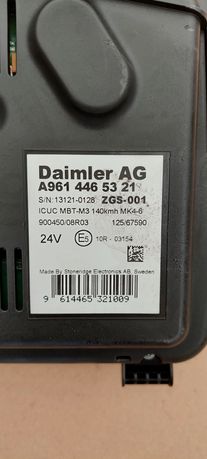 Daimler AG
A961 446 53 21
S/N: 13121-0128 ZGS-001
ICUC MBT-M3 140kmh MK4-6
900450/08R03 125/67590
24V E5 10R - 03154
Made by Stoneridge Electronics AB, Sweden
9 614465 321009